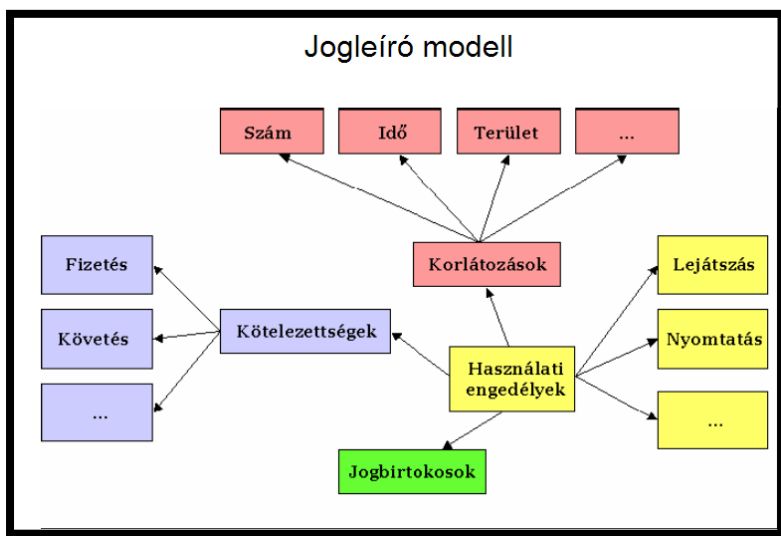 Jogleíró modell
Szám
Idő
Terület
...
Korlátozások
Fizetés
Követés
...
Kötelezettségek
Használati
engedélyek
Lejátszás
Nyomtatás
...
Jogbirtokosok